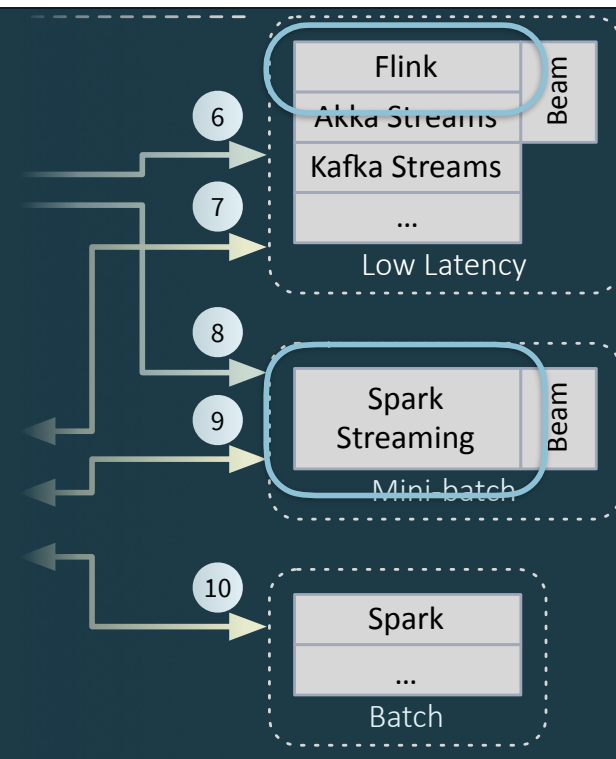 Flink
Beam
6
Akka Streams
Kafka Streams
7
...
Low Latency
8
Spark
Streaming
Beam
9
Mini-batch
10
Spark
...
Batch